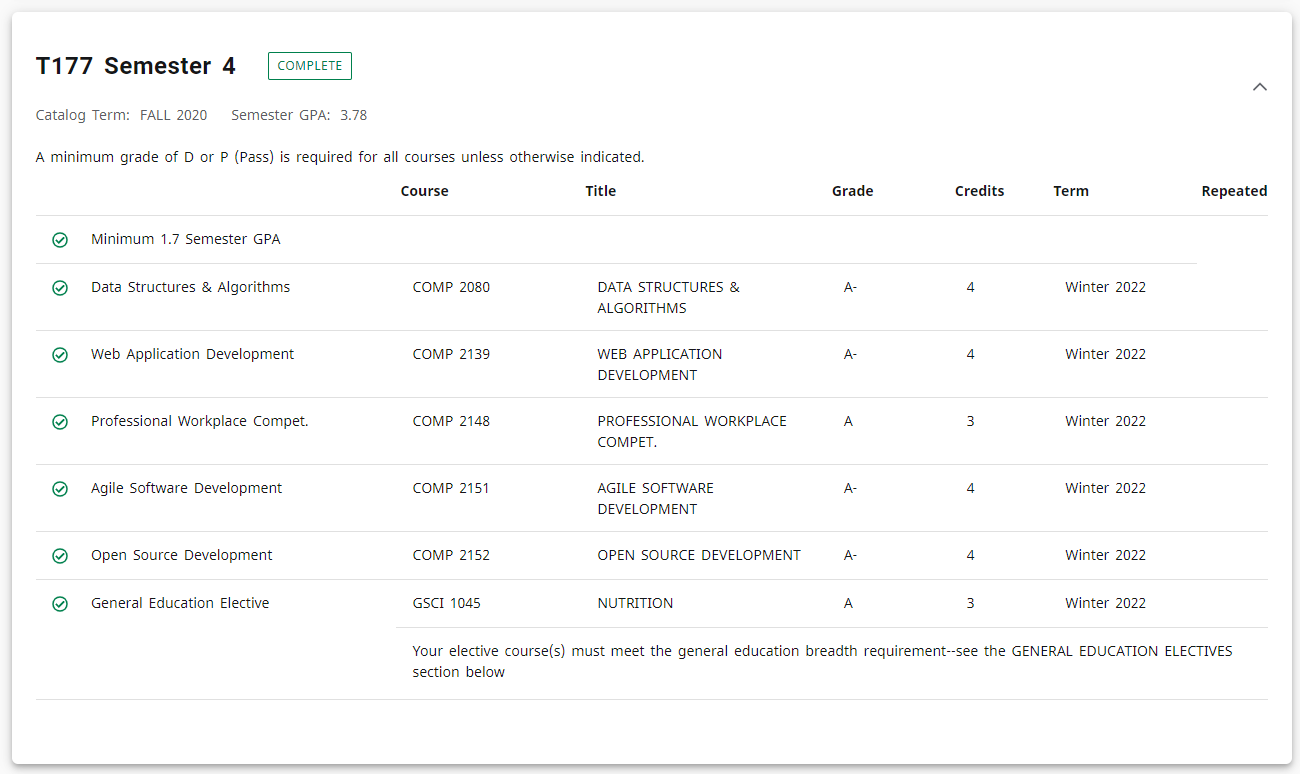 T177 Semester 4 COMPLETE
Catalog Term: FALL 2020 Semester GPA: 3.78
A minimum grade of D or P (Pass) is required for all courses unless otherwise indicated.
Course Title Grade Credits Term Repeated
Minimum 1.7 Semester GPA
Data Structures & Algorithms COMP 2080 DATA STRUCTURES & A- 4 Winter 2022
ALGORITHMS
Web Application Development COMP 2139 WEB APPLICATION A- 4 Winter 2022
DEVELOPMENT
Professional Workplace Compet. COMP 2148 PROFESSIONAL WORKPLACE A 3 Winter 2022
COMPET.
Agile Software Development COMP 2151 AGILE SOFTWARE A- 4 Winter 2022
DEVELOPMENT
Open Source Development COMP 2152 OPEN SOURCE DEVELOPMENT A- 4 Winter 2022
General Education Elective GSCI 1045 NUTRITION A 3 Winter 2022
Your elective course(s) must meet the general education breadth requirement--see the GENERAL EDUCATION ELECTIVES
section below